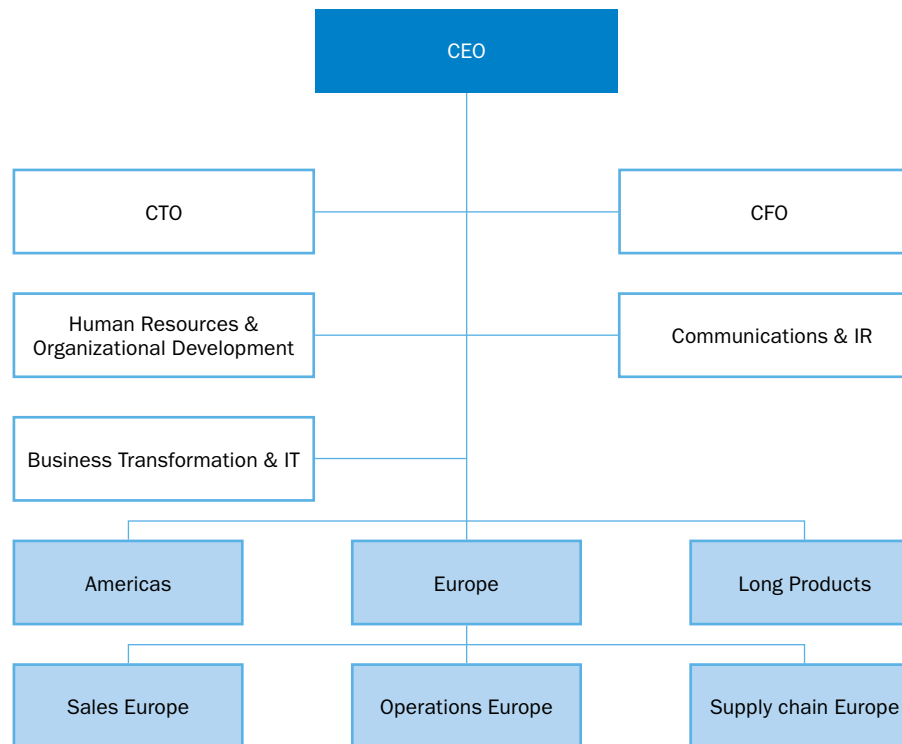 CEO
CTO
CFO
Human Resources &
Organizational Development
Communications & IR
Business Transformation & IT
Americas
Europe
Long Products
Sales Europe
Operations Europe
Supply chain Europe